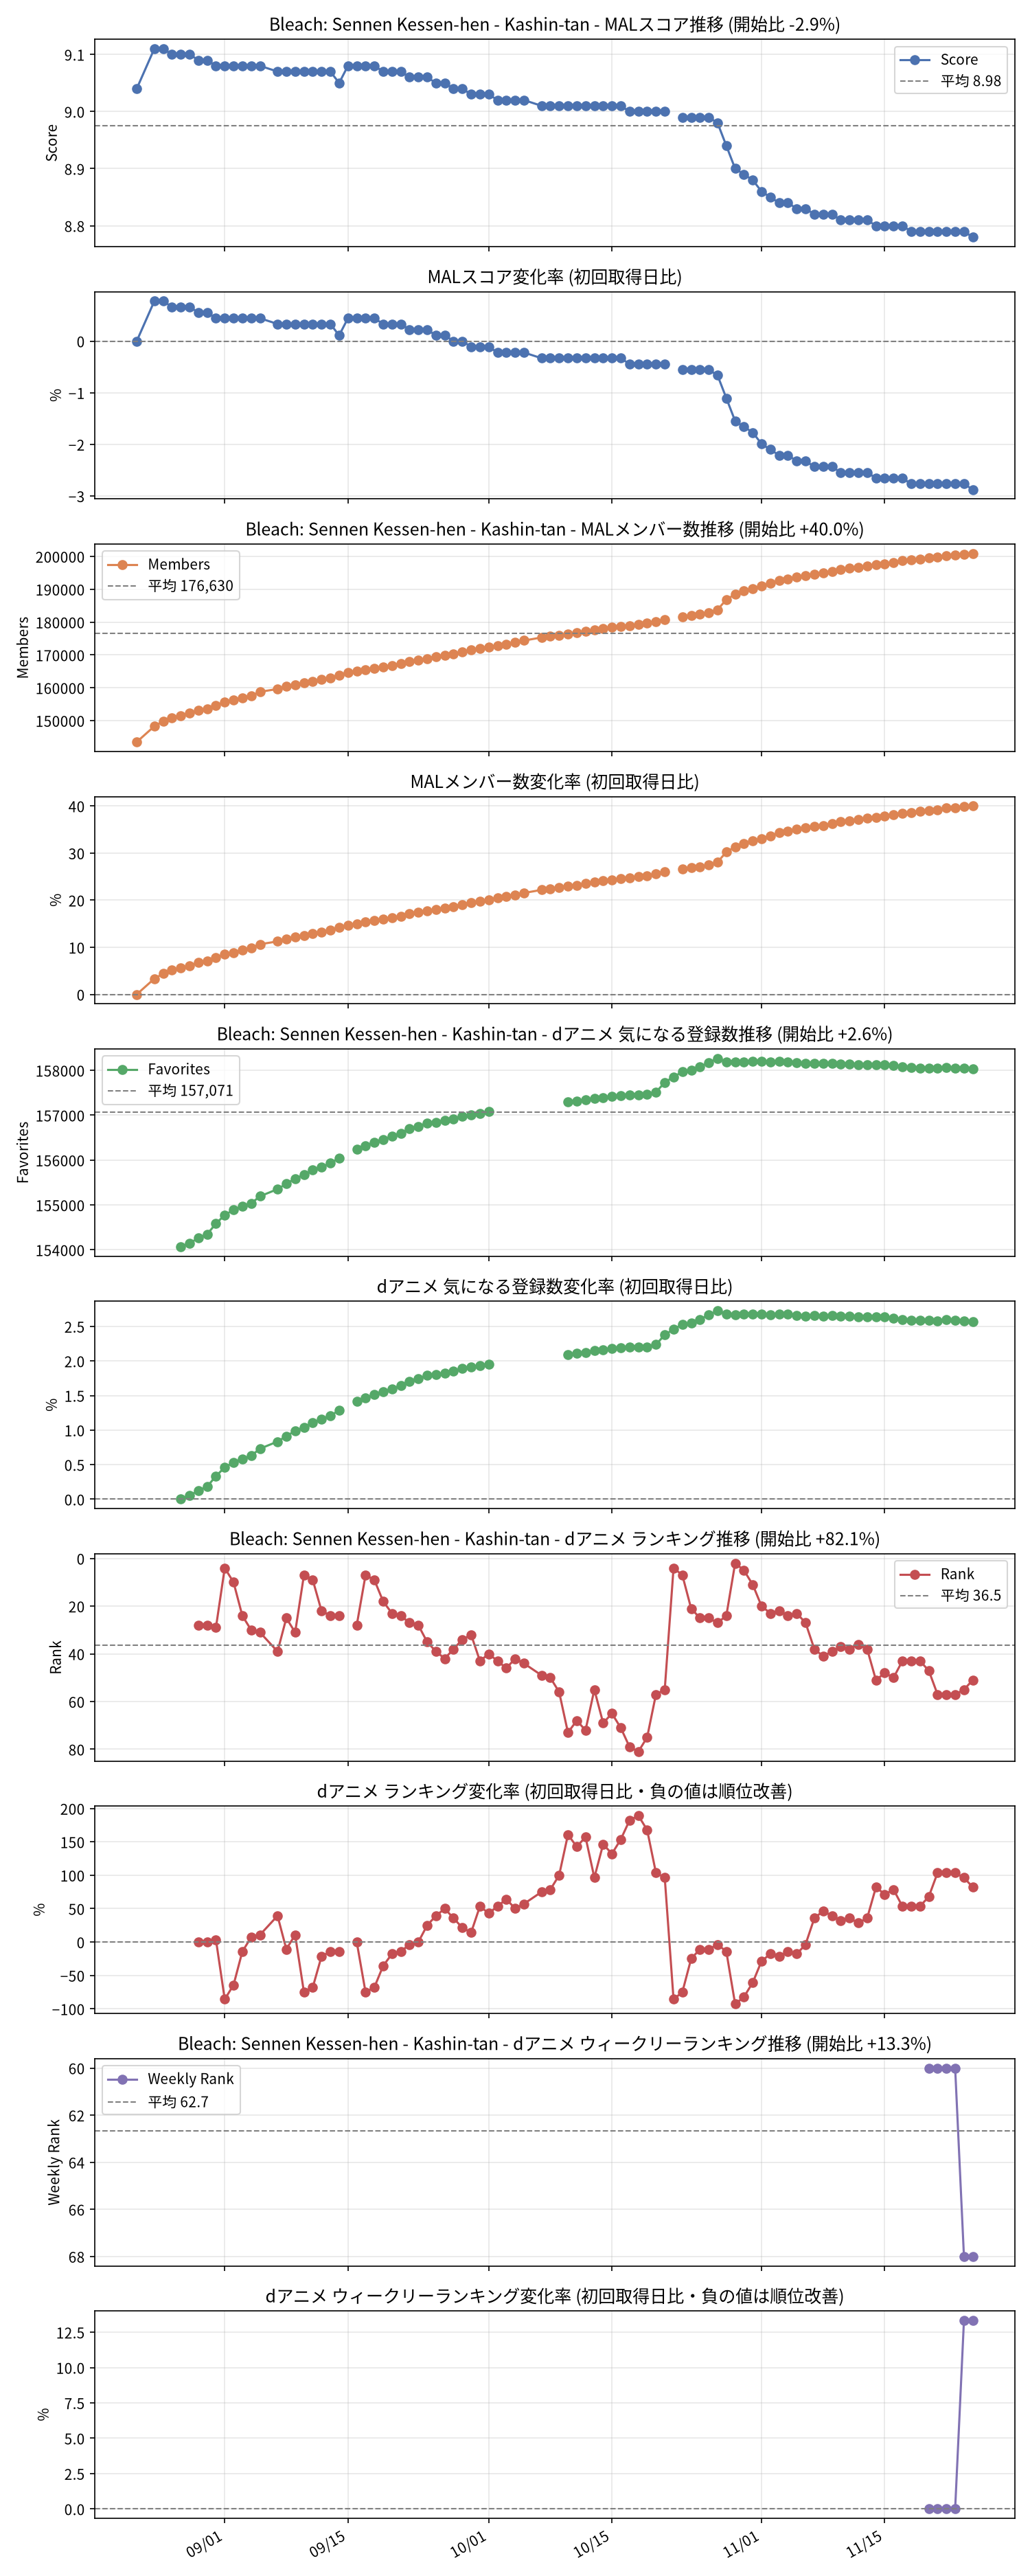 Bleach: Sennen Kessen-hen - Kashin-tan - MALスコア推移 (開始比 -2.9%)
9.1
9.0
8.9
8.8
Score
Score
平均 8.98
MALスコア変化率 (初回取得日比)
0
−1
−2
−3
%
Bleach: Sennen Kessen-hen - Kashin-tan - MALメンバー数推移 (開始比 +40.0%)
200000
190000
180000
170000
160000
150000
Members
Members
平均 176,630
MALメンバー数変化率 (初回取得日比)
40
30
20
10
0
%
Bleach: Sennen Kessen-hen - Kashin-tan - dアニメ 気になる登録数推移 (開始比 +2.6%)
158000
157000
156000
155000
154000
Favorites
Favorites
平均 157,071
dアニメ 気になる登録数変化率 (初回取得日比)
2.5
2.0
1.5
1.0
0.5
0.0
%
Bleach: Sennen Kessen-hen - Kashin-tan - dアニメ ランキング推移 (開始比 +82.1%)
0
20
40
60
80
Rank
Rank
平均 36.5
dアニメ ランキング変化率 (初回取得日比・負の値は順位改善)
200
150
100
50
0
−50
−100
%
Bleach: Sennen Kessen-hen - Kashin-tan - dアニメ ウィークリーランキング推移 (開始比 +13.3%)
60
62
64
66
68
Weekly Rank
Weekly Rank
平均 62.7
dアニメ ウィークリーランキング変化率 (初回取得日比・負の値は順位改善)
12.5
10.0
7.5
5.0
2.5
0.0
%
09/01
09/15
10/01
10/15
11/01
11/15